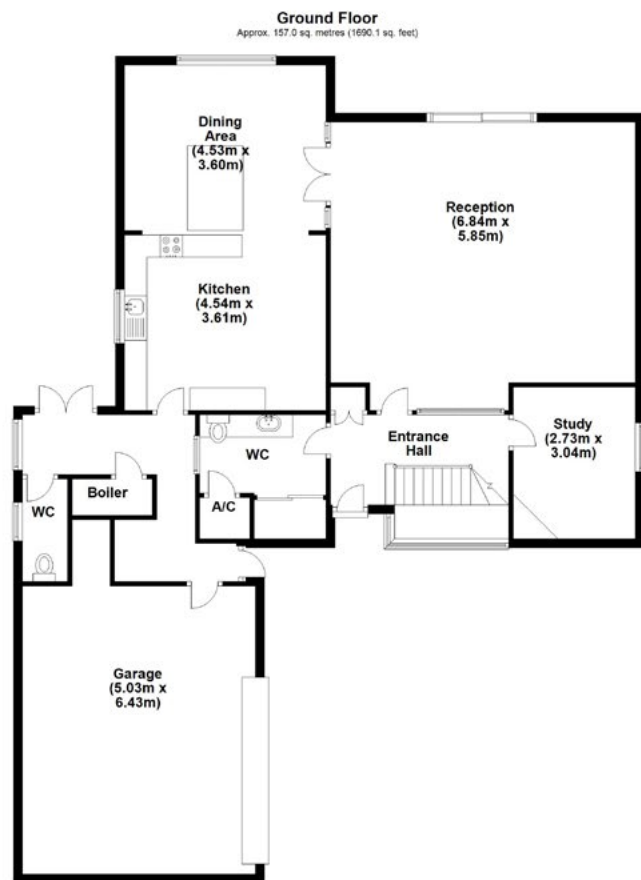 Ground Floor
Approx. 157.0 sq. metres (1690.1 sq. feet)
Dining
Area
(4.53m x
3.60m)
Reception
(6.84m x
5.85m)
Kitchen
(4.54m x
3.61m)
Study
(2.73m x
3.04m)
Entrance
Hall
WC
Boiler
A/C
WC
Garage
(5.03m x
6.43m)